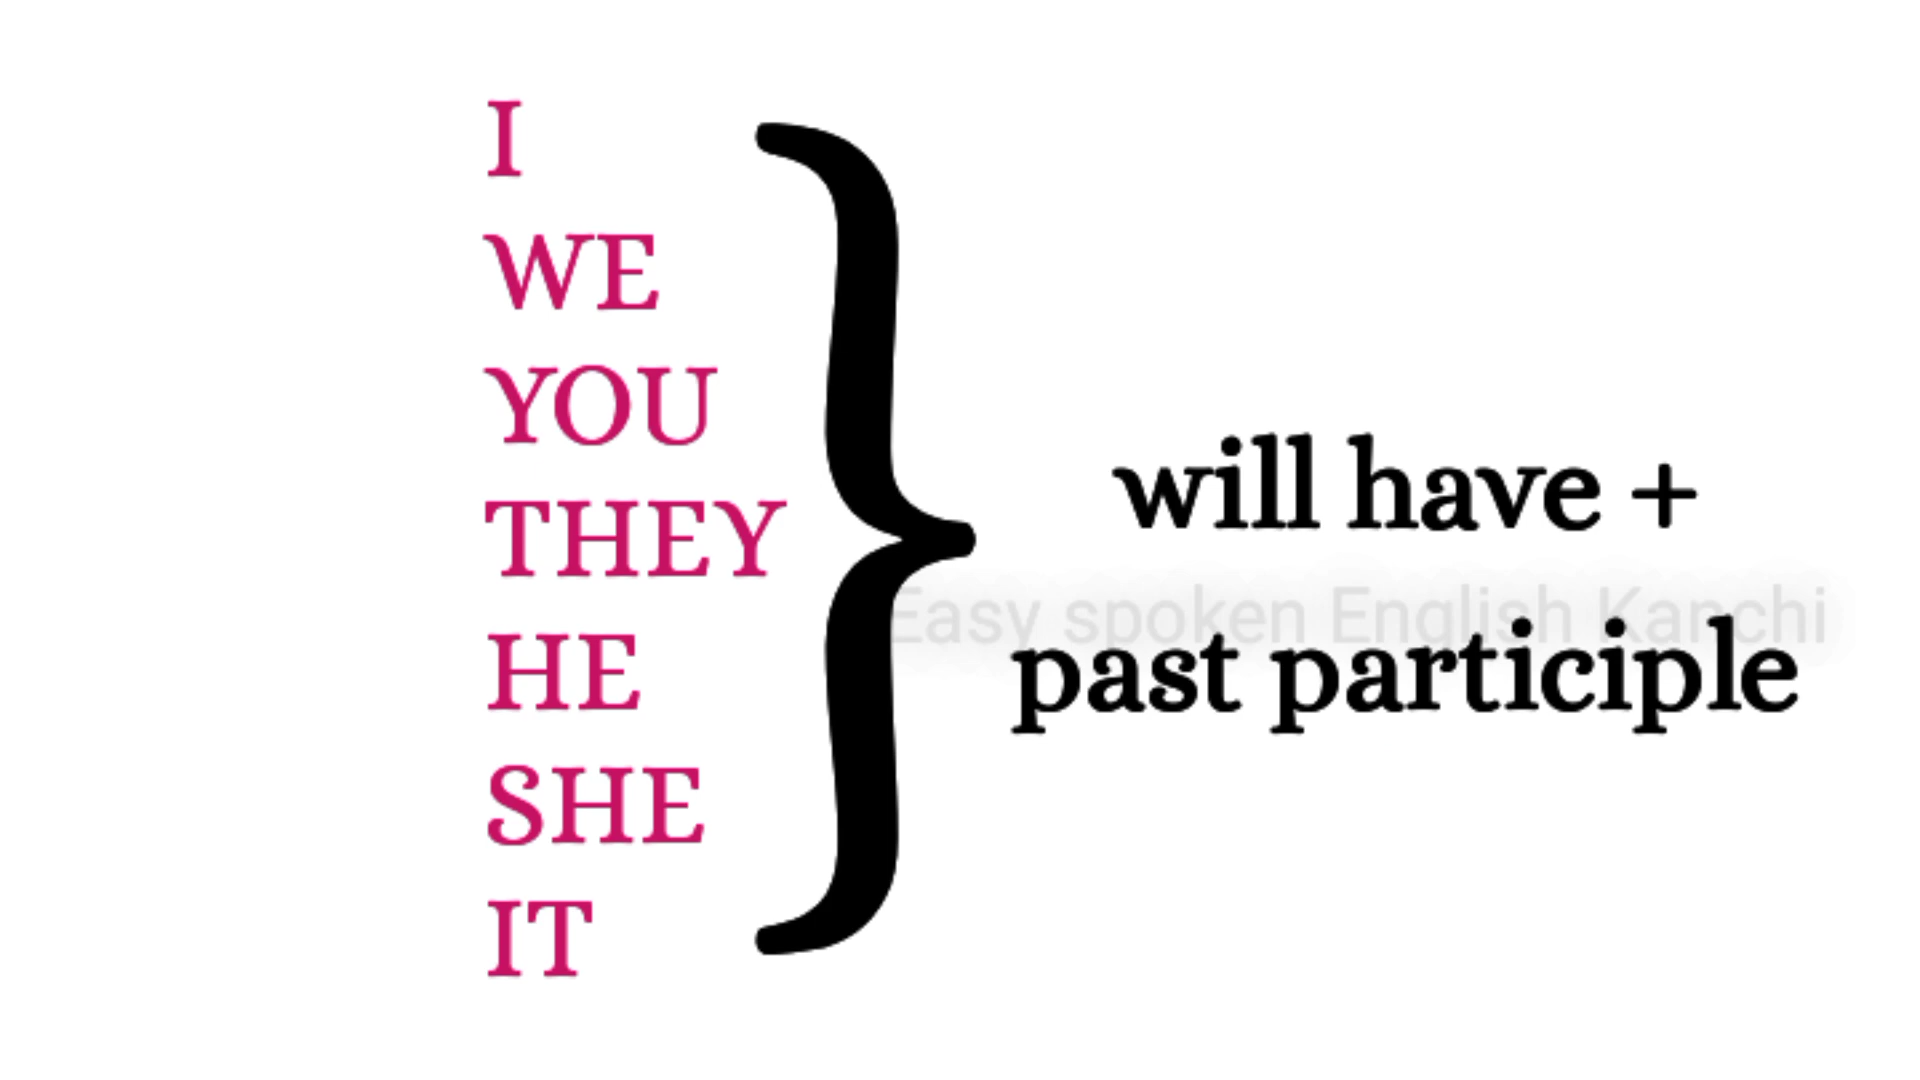 I
WE
YOU
THEY
HE
SHE
IT
will have +
Easy spoken English Kanchi
past participle